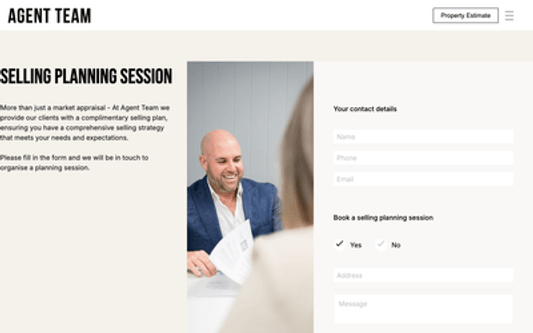 AGENT TEAM
Property Estimate
SELLING PLANNING SESSION
More than just a market appraisal - At Agent Team we
provide our clients with a complimentary selling plan,
ensuring you have a comprehensive selling strategy
that meets your needs and expectations.
Please fill in the form and we will be in touch to
organise a planning session.
Your contact details
Name
Phone
Email
Book a selling planning session
Yes No
Address
Message